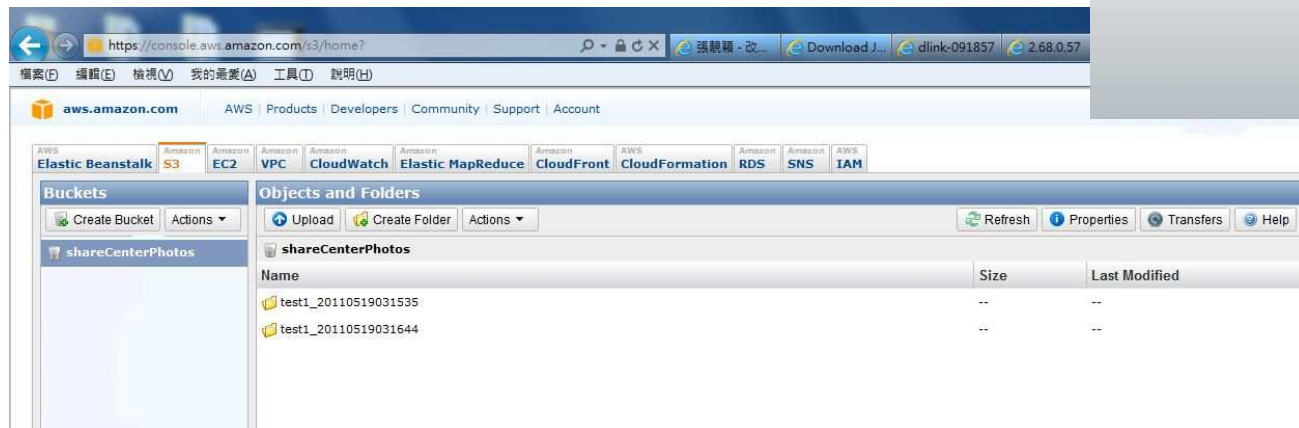 https://console.aws.amazon.com/s3/home?
張靚穎 - 改...
Download J...
dlink-091857
2.68.0.57
檔案(F) 編輯(E) 檢視(V) 我的最愛(A) 工具(T) 說明(H)
aws.amazon.com
AWS | Products | Developers | Community | Support | Account
AWS Elastic Beanstalk
Amazon S3
Amazon EC2
Amazon VPC
Amazon CloudWatch
Amazon Elastic MapReduce
Amazon CloudFront
AWS CloudFormation
Amazon RDS
Amazon SNS
AWS IAM
Buckets
Create Bucket Actions
shareCenterPhotos
Objects and Folders
Upload Create Folder Actions Refresh Properties Transfers Help
shareCenterPhotos
Name Size Last Modified
test1_20110519031535 -- --
test1_20110519031644 -- --